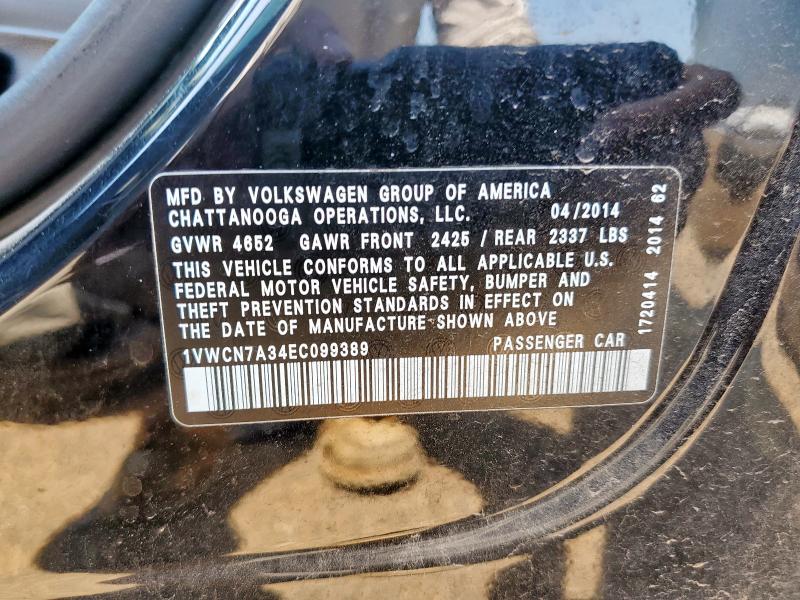 MFD BY VOLKSWAGEN GROUP OF AMERICA
CHATTANOOGA OPERATIONS, LLC. 04/2014
GVWR 4652 GAWR FRONT 2425 / REAR 2337 LBS
THIS VEHICLE CONFORMS TO ALL APPLICABLE U.S.
FEDERAL MOTOR VEHICLE SAFETY, BUMPER AND
THEFT PREVENTION STANDARDS IN EFFECT ON
THE DATE OF MANUFACTURE SHOWN ABOVE
1VWCN7A34EC099389 PASSENGER CAR
1720414 2014 62